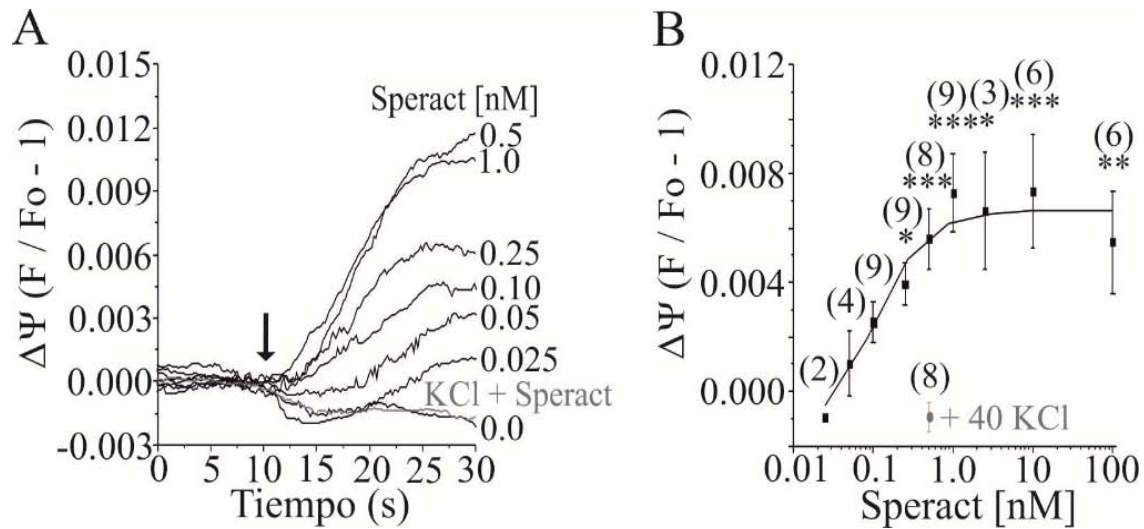 A
ΔΨ (F / Fo - 1)
0.015
0.012
0.009
0.006
0.003
0.000
-0.003
Speract [nM]
0.5
1.0
0.25
0.10
0.05
0.025
KCl + Speract
0.0
0 5 10 15 20 25 30
Tiempo (s)
B
ΔΨ (F / Fo - 1)
0.012
0.008
0.004
0.000
(2)
(4)
(9)
(9)
*
(8)
***
(9) (3)
*****
(6)
***
(6)
**
(8)
+ 40 KCl
0.01 0.1 1.0 10 100
Speract [nM]